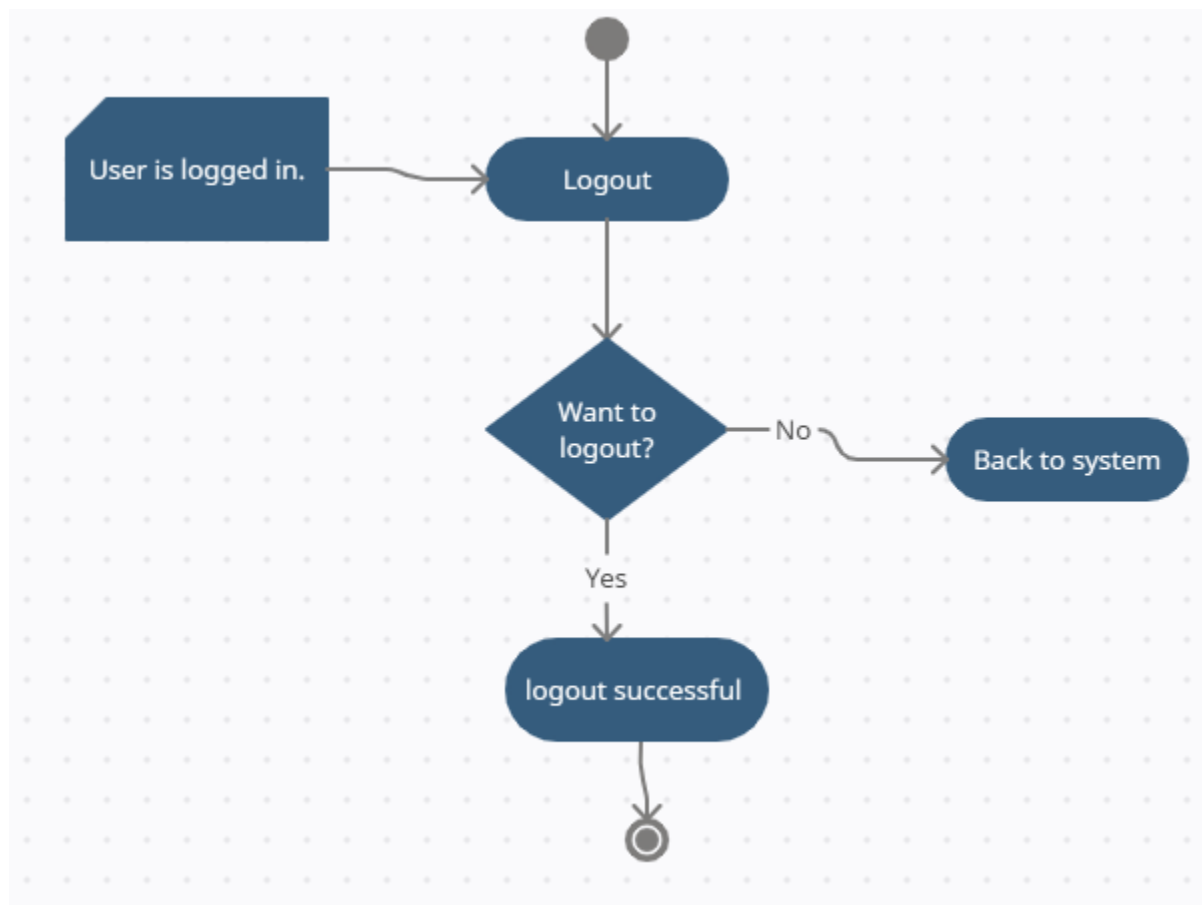 User is logged in.
Logout
Want to
logout?
No
Back to system
Yes
logout successful